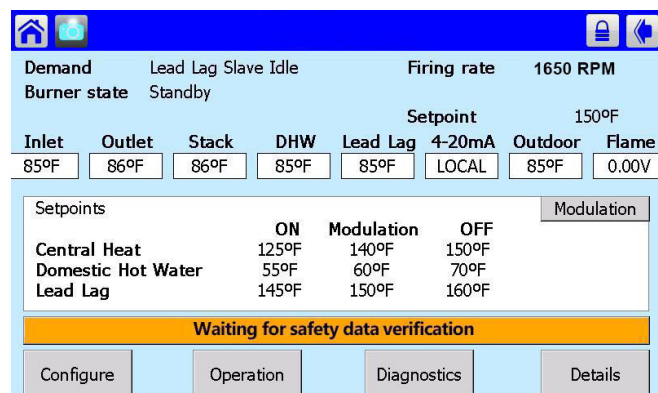 Demand Lead Lag Slave Idle Firing rate 1650 RPM
Burner state Standby
Setpoint 150ºF
Inlet Outlet Stack DHW Lead Lag 4-20mA Outdoor Flame
85ºF 86ºF 86ºF 85ºF 85ºF LOCAL 85ºF 0.00V
Setpoints Modulation
ON Modulation OFF
Central Heat 125ºF 140ºF 150ºF
Domestic Hot Water 55ºF 60ºF 70ºF
Lead Lag 145ºF 150ºF 160ºF
Waiting for safety data verification
Configure Operation Diagnostics Details